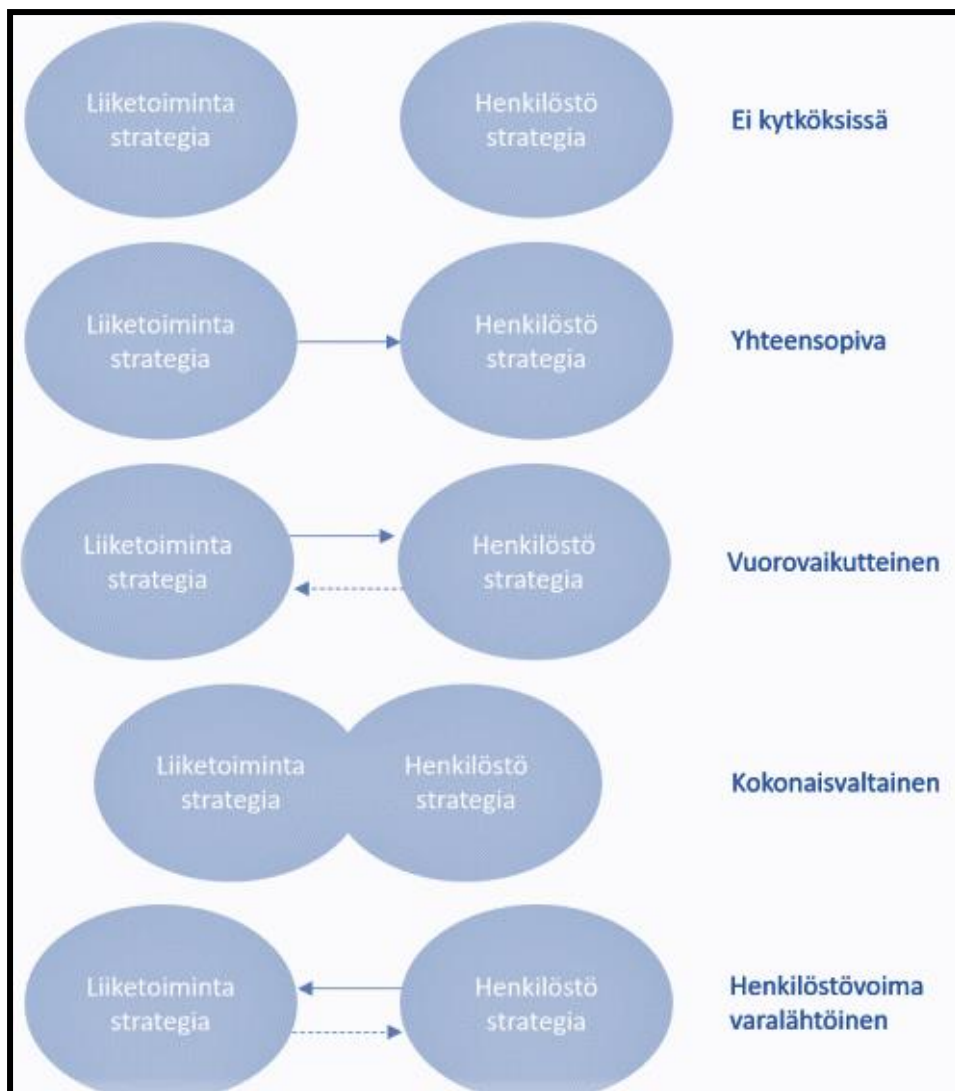 Liiketoiminta
strategia
Henkilöstö
strategia
Ei kytköksissä
Liiketoiminta
strategia
Henkilöstö
strategia
Yhteensopiva
Liiketoiminta
strategia
Henkilöstö
strategia
Vuorovaikutteinen
Liiketoiminta
strategia
Henkilöstö
strategia
Kokonaisvaltainen
Liiketoiminta
strategia
Henkilöstö
strategia
Henkilöstövoima
varalähtöinen